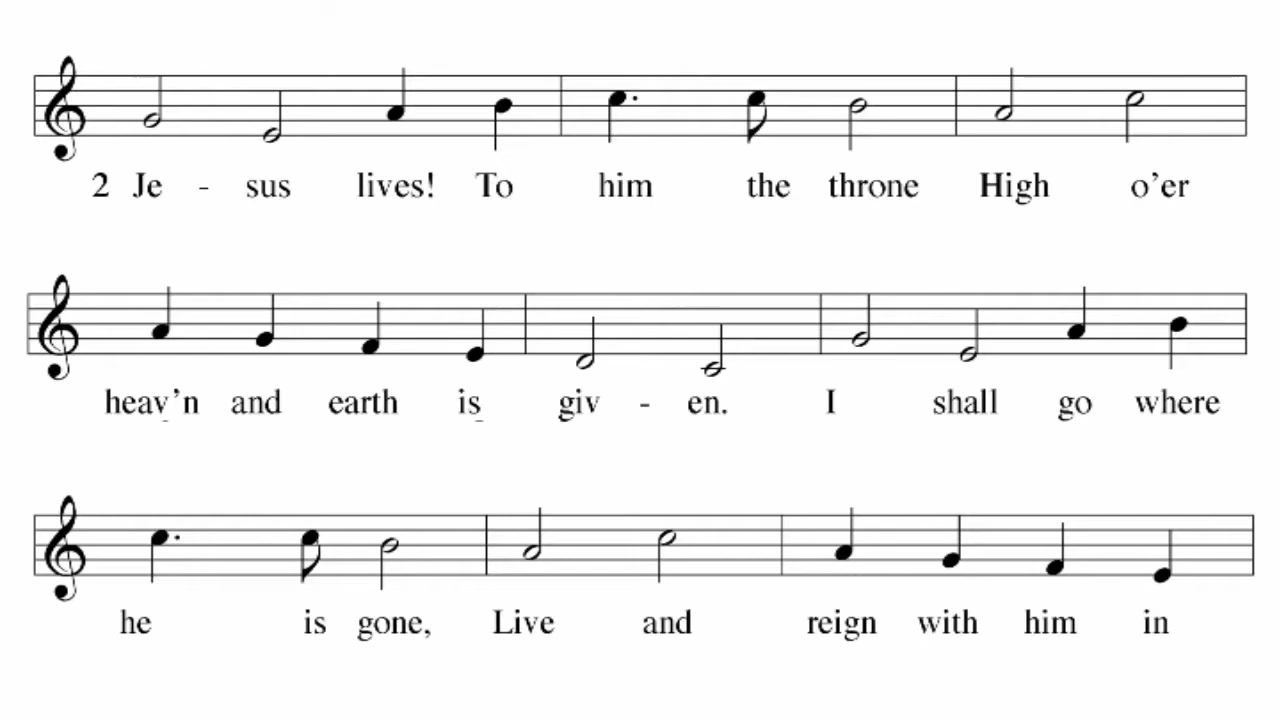 2 Je - sus lives! To him the throne High o’er
heav’n and earth is giv - en. I shall go where
he is gone, Live and reign with him in